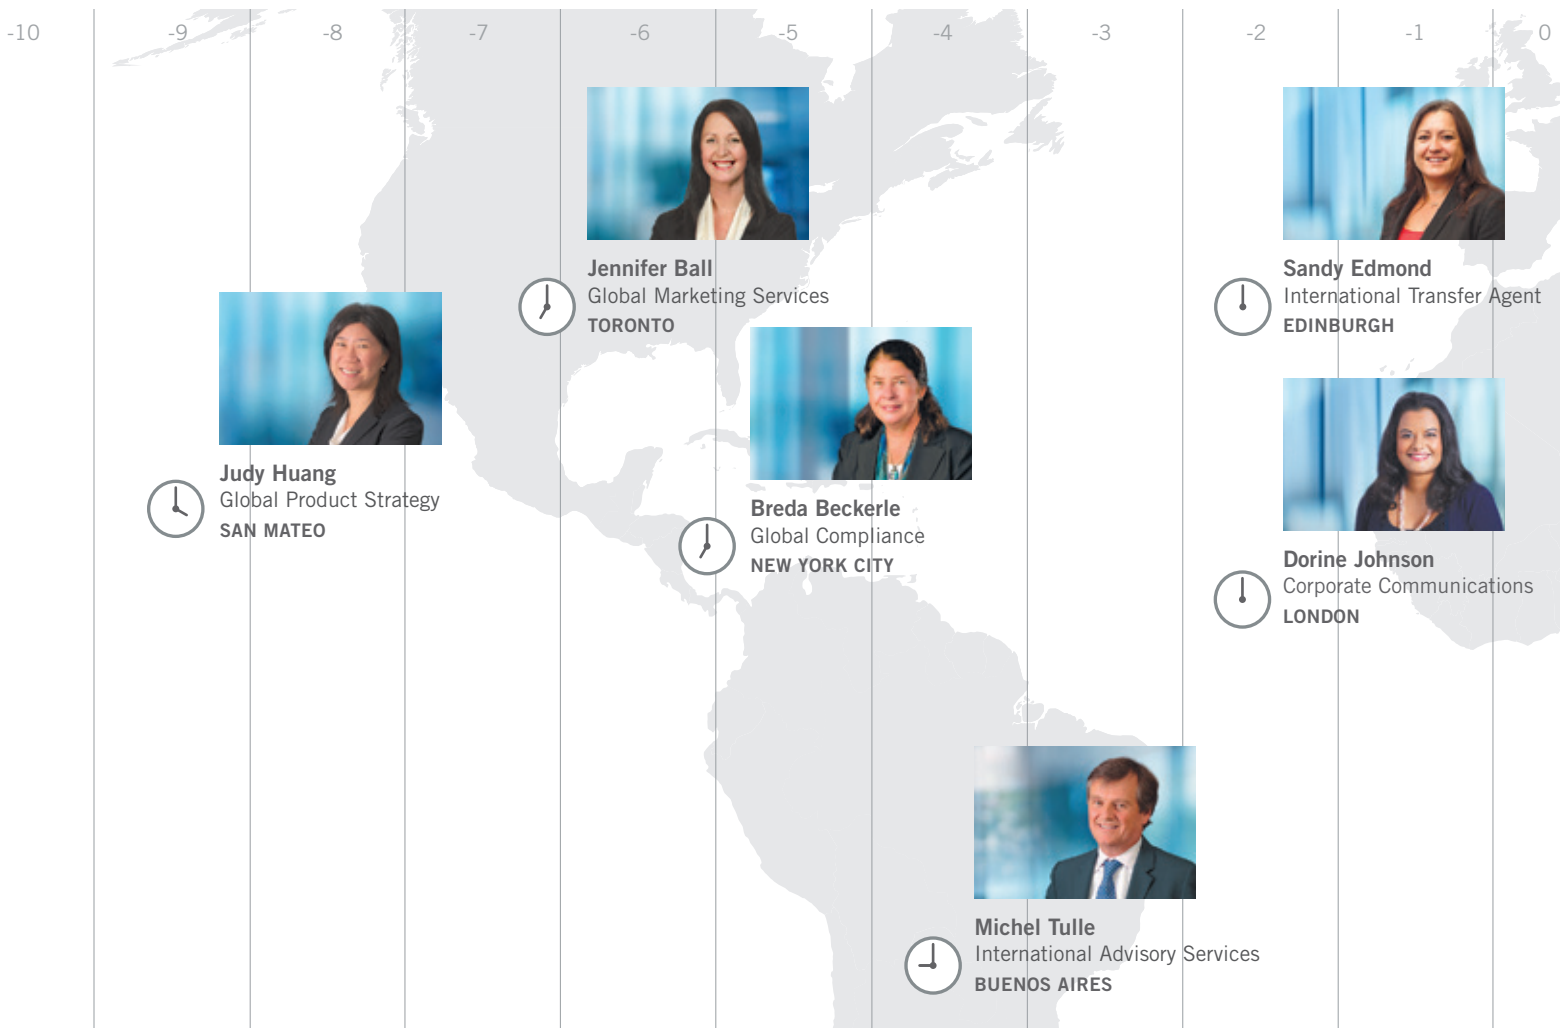 -10 -9 -8 -7 -6 -5 -4 -3 -2 -1 0
Jennifer Ball
Global Marketing Services
TORONTO
Sandy Edmond
International Transfer Agent
EDINBURGH
Judy Huang
Global Product Strategy
SAN MATEO
Breda Beckerle
Global Compliance
NEW YORK CITY
Dorine Johnson
Corporate Communications
LONDON
Michel Tulle
International Advisory Services
BUENOS AIRES